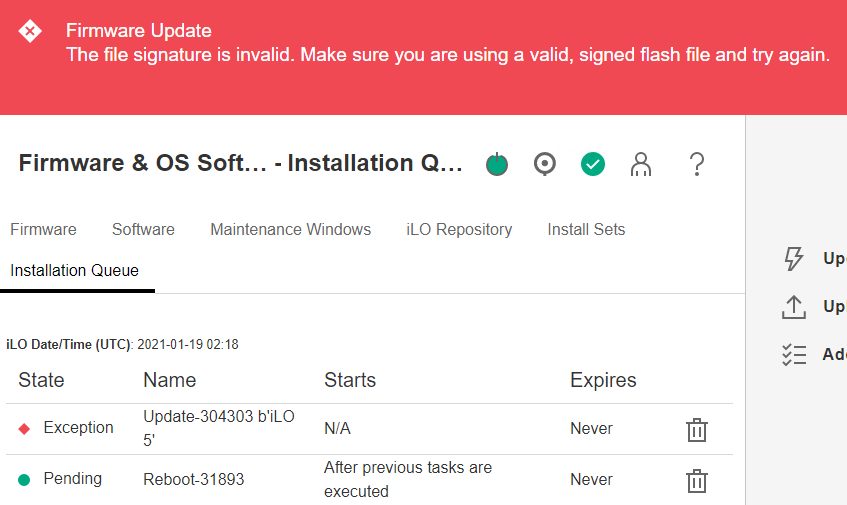 Firmware Update
The file signature is invalid. Make sure you are using a valid, signed flash file and try again.
Firmware & OS Soft… - Installation Q…
Firmware Software Maintenance Windows iLO Repository Install Sets
Installation Queue
iLO Date/Time (UTC): 2021-01-19 02:18
State Name Starts Expires
Exception Update-304303 b'iLO 5' N/A Never
Pending Reboot-31893 After previous tasks are executed Never